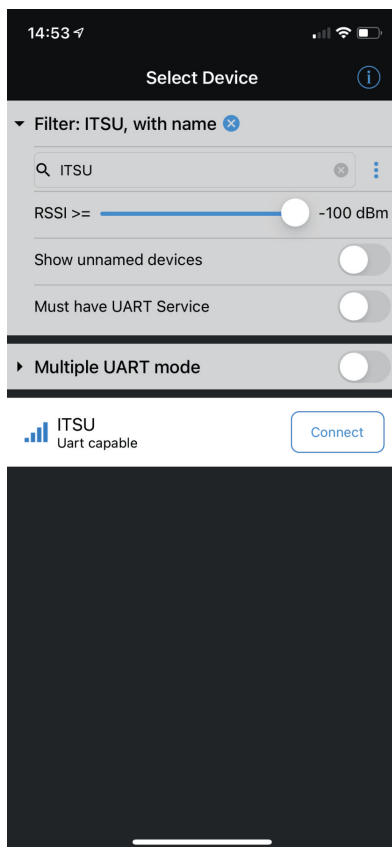 14:53
Select Device
i
Filter: ITSU, with name
ITSU
RSSI >= -100 dBm
Show unnamed devices
Must have UART Service
Multiple UART mode
ITSU
Uart capable
Connect